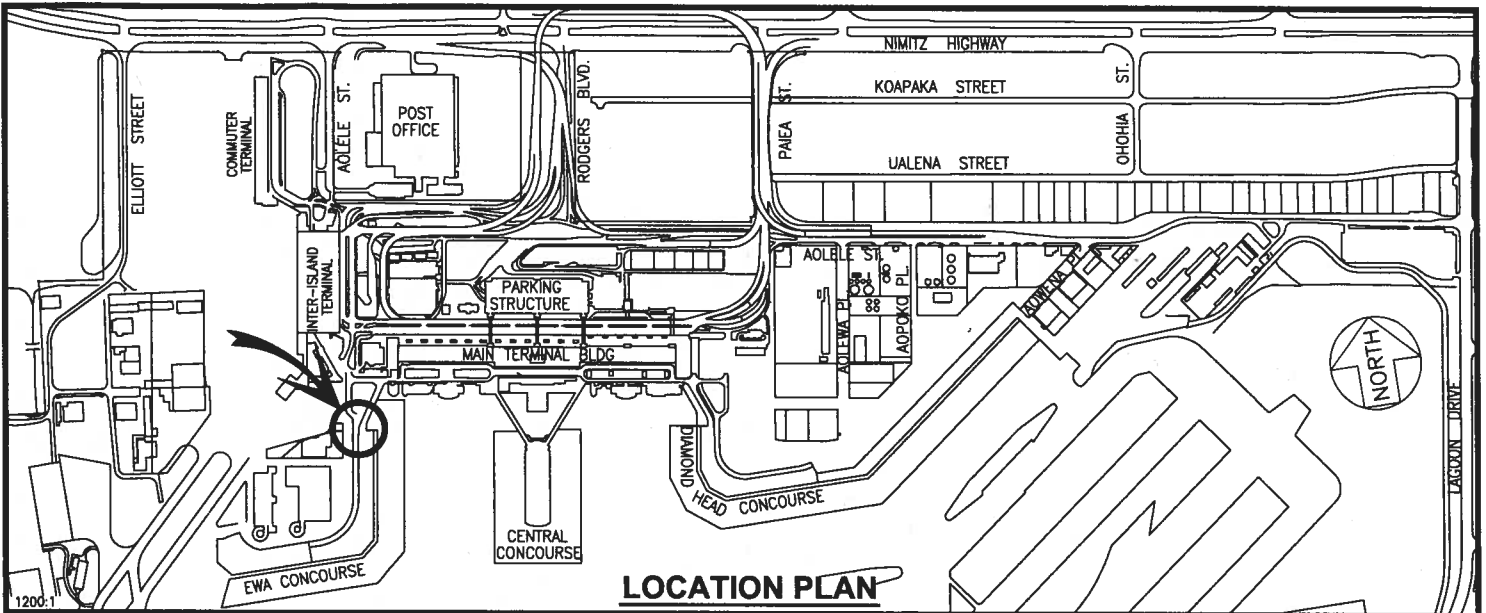 NIMITZ HIGHWAY
KOAPAKA STREET
UALENA STREET
OHOHIA ST.
PAIEA ST.
RODGERS BLVD.
POST
OFFICE
AOLELE ST.
COMMUTER
TERMINAL
ELLIOTT STREET
INTER-ISLAND
TERMINAL
PARKING
STRUCTURE
MAIN TERMINAL BLDG
AOLELE ST.
AOLEWA PL.
AOPOKO PL.
AOWENA PL.
NORTH
LAGOON DRIVE
DIAMOND
HEAD CONCOURSE
CENTRAL
CONCOURSE
EWA CONCOURSE
LOCATION PLAN
1200:1